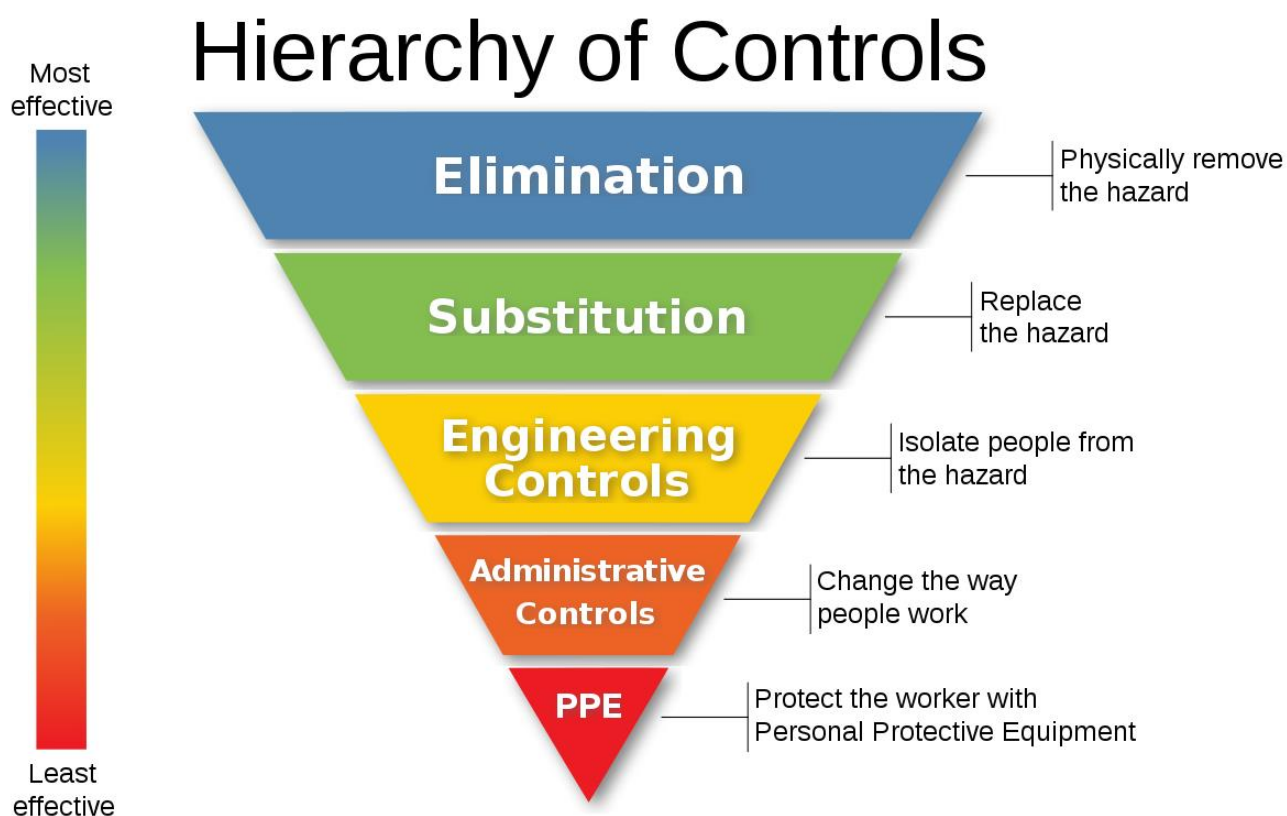 Hierarchy of Controls
Most
effective
Elimination
Physically remove
the hazard
Substitution
Replace
the hazard
Engineering
Controls
Isolate people from
the hazard
Administrative
Controls
Change the way
people work
PPE
Protect the worker with
Personal Protective Equipment
Least
effective